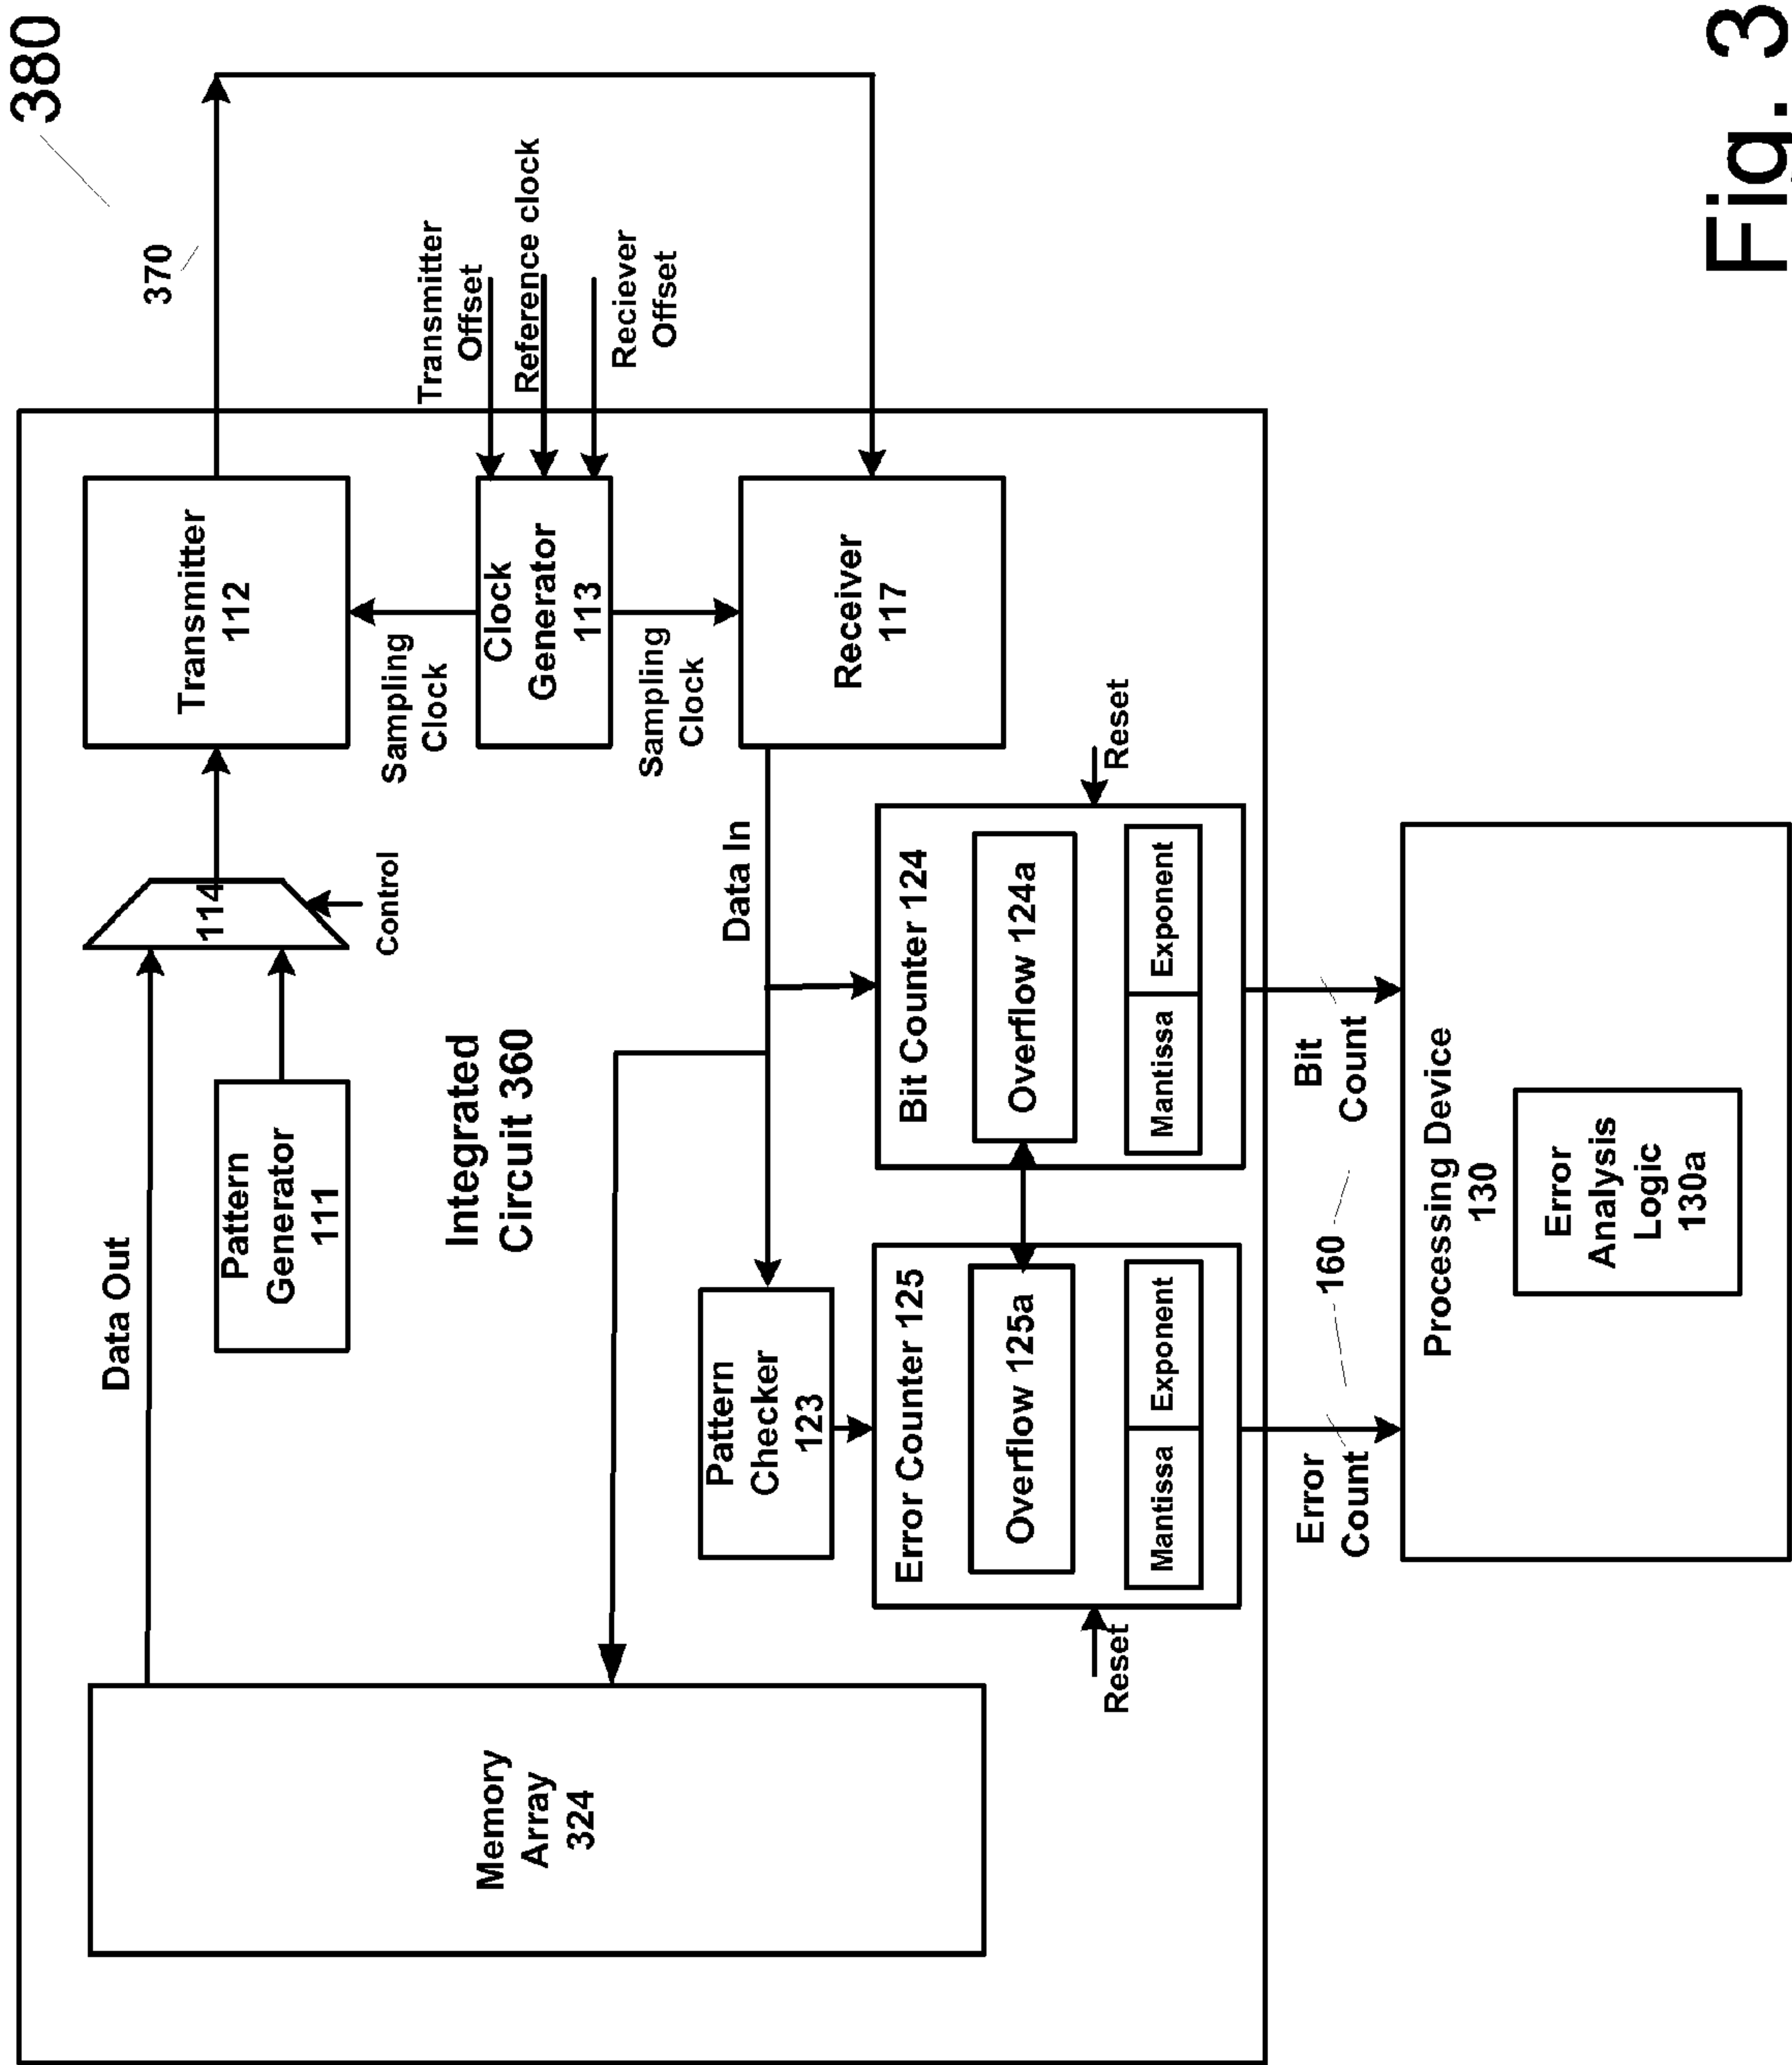 380
370
Transmitter
112
114
Control
Data Out
Pattern
Generator
111
Sampling
Clock
Clock
Generator
113
Transmitter
Offset
Reference clock
Reciever
Offset
Sampling
Clock
Receiver
117
Integrated
Circuit 360
Data In
Memory
Array
324
Pattern
Checker
123
Error Counter 125
Overflow 125a
Mantissa
Exponent
Reset
Bit Counter 124
Overflow 124a
Mantissa
Exponent
Reset
Error
Count
160
Bit
Count
Processing Device
130
Error
Analysis
Logic
130a
Fig. 3